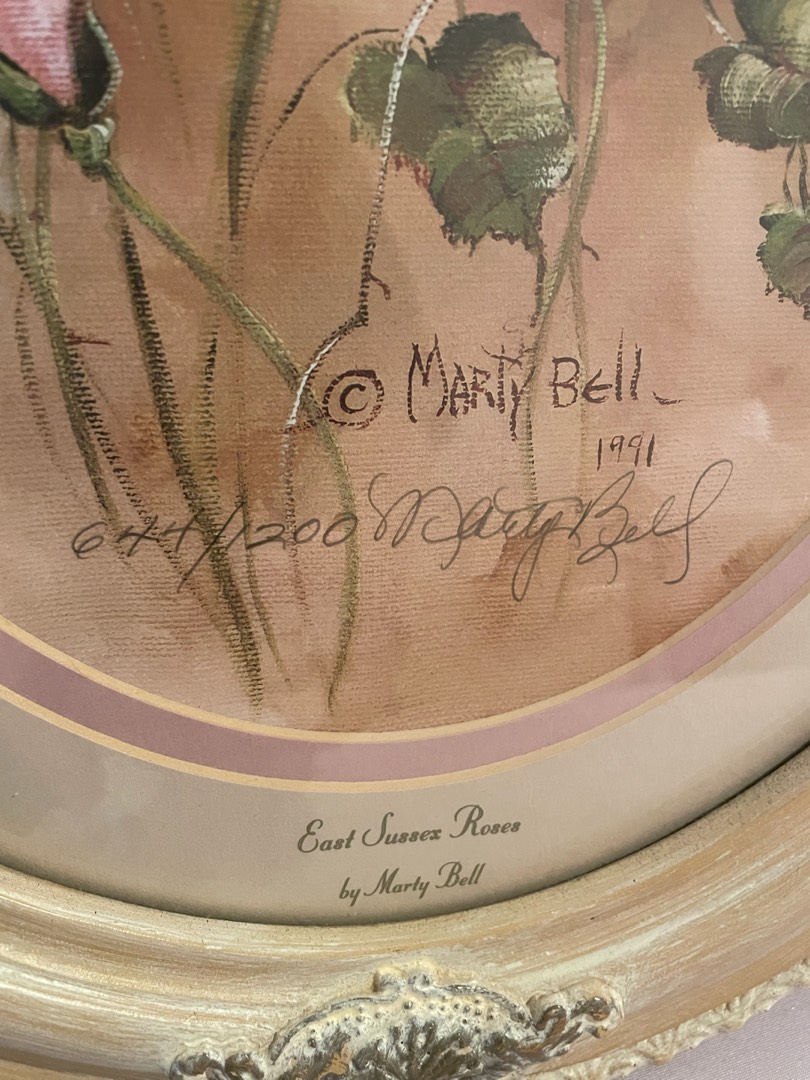 © Marty Bell
1991
644/1200 Marty Bell
East Sussex Roses
by Marty Bell